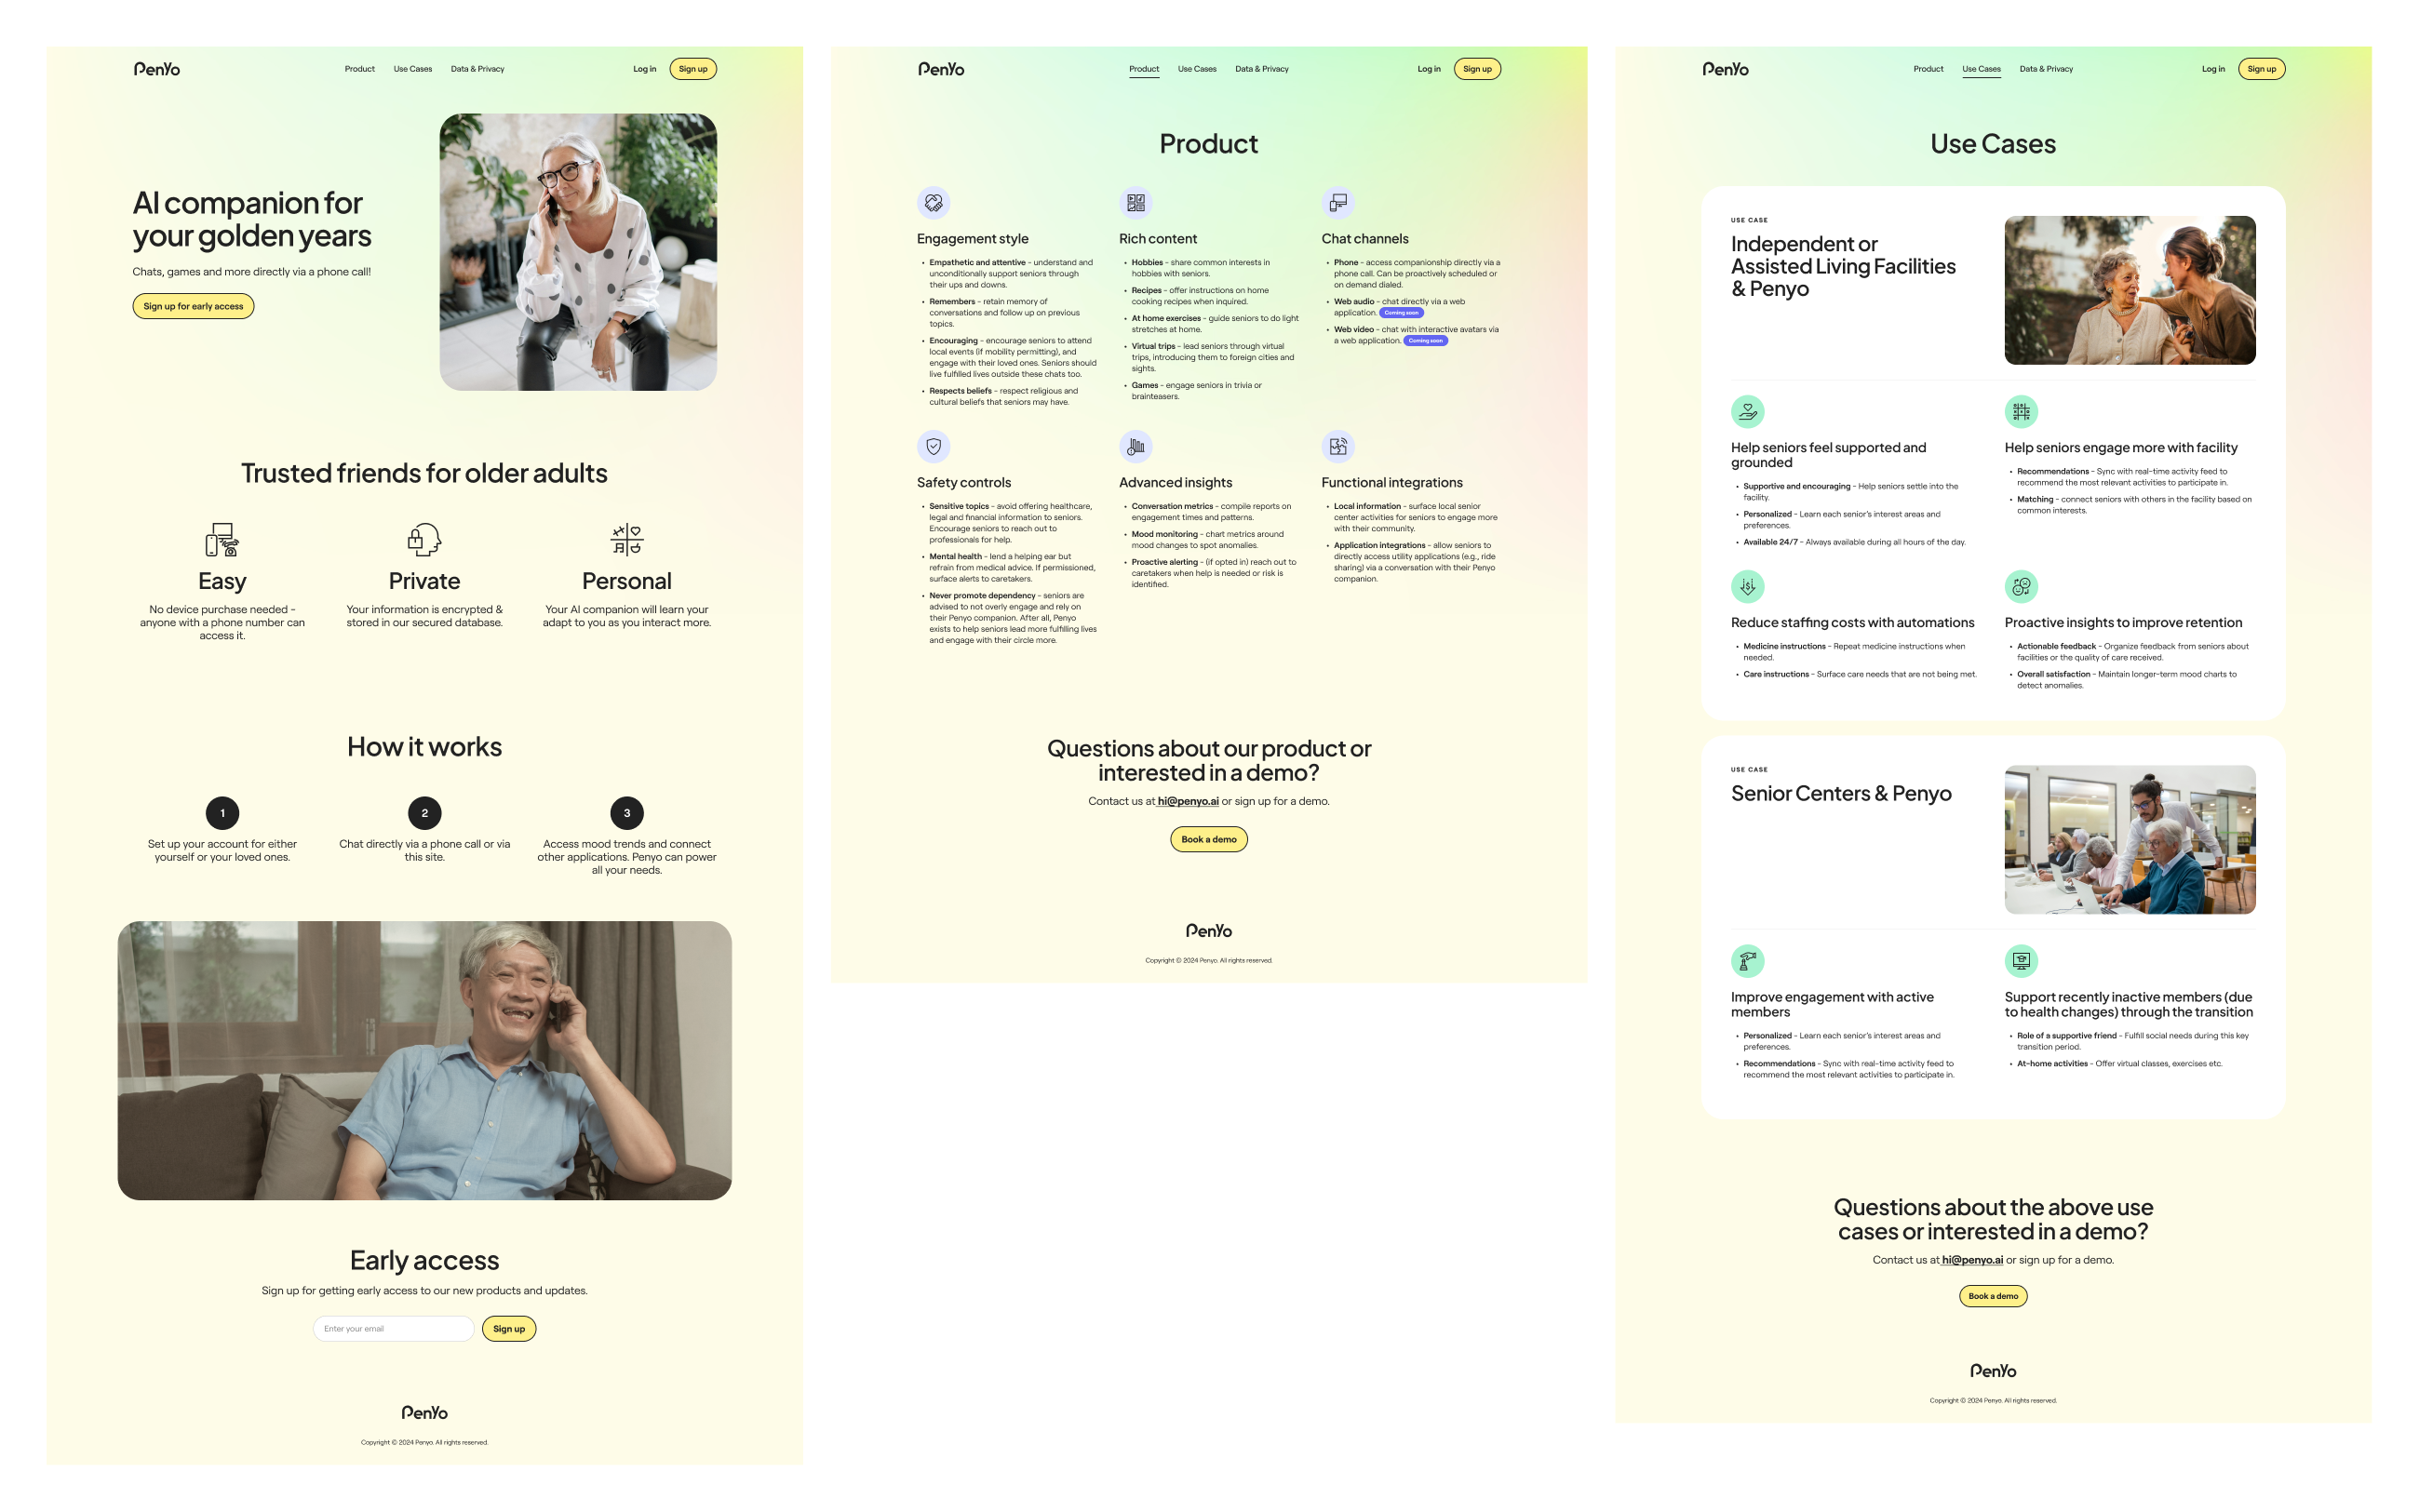 PenYo
Product
Use Cases
Data & Privacy
Log in
Sign up
AI companion for
your golden years
Chats, games and more directly via a phone call!
Sign up for early access
Trusted friends for older adults
Easy
No device purchase needed –
anyone with a phone number can
access it.
Private
Your information is encrypted &
stored in our secured database.
Personal
Your AI companion will learn your
adapt to you as you interact more.
How it works
1
Set up your account for either
yourself or your loved ones.
2
Chat directly via a phone call or via
this site.
3
Access mood trends and connect
other applications. Penyo can power
all your needs.
Early access
Sign up for getting early access to our new products and updates.
Enter your email
Sign up
PenYo
Copyright © 2024 Penyo. All rights reserved.
PenYo
Product
Use Cases
Data & Privacy
Log in
Sign up
Product
Engagement style
• Empathetic and attentive – understand and
unconditionally support seniors through
their ups and downs.
• Remembers – retain memory of
conversations and follow up on previous
topics.
• Encouraging – encourage seniors to attend
local events (if mobility permitting), and
engage with their loved ones. Seniors should
live fulfilled lives outside these chats too.
• Respects beliefs – respect religious and
cultural beliefs that seniors may have.
Rich content
• Hobbies – share common interests in
hobbies with seniors.
• Recipes – offer instructions on home
cooking recipes when inquired.
• At home exercises – guide seniors to do light
stretches at home.
• Virtual trips – lead seniors through virtual
trips, introducing them to foreign cities and
sights.
• Games – engage seniors in trivia or
brainteasers.
Chat channels
• Phone – access companionship directly via a
phone call. Can be proactively scheduled or
on demand dialed.
• Web audio – chat directly via a web
application. Coming soon
• Web video – chat with interactive avatars via
a web application. Coming soon
Safety controls
• Sensitive topics – avoid offering healthcare,
legal and financial information to seniors.
Encourage seniors to reach out to
professionals for help.
• Mental health – lend a helping ear but
refrain from medical advice. If permissioned,
surface alerts to caretakers.
• Never promote dependency – seniors are
advised to not overly engage and rely on
their Penyo companion. After all, Penyo
exists to help seniors lead more fulfilling lives
and engage with their circle more.
Advanced insights
• Conversation metrics – compile reports on
engagement times and patterns.
• Mood monitoring – chart metrics around
mood changes to spot anomalies.
• Proactive alerting – (if opted in) reach out to
caretakers when help is needed or risk is
identified.
Functional integrations
• Local information – surface local senior
center activities for seniors to engage more
with their community.
• Application integrations – allow seniors to
directly access utility applications (e.g., ride
sharing) via a conversation with their Penyo
companion.
Questions about our product or
interested in a demo?
Contact us at hi@penyo.ai or sign up for a demo.
Book a demo
PenYo
Copyright © 2024 Penyo. All rights reserved.
PenYo
Product
Use Cases
Data & Privacy
Log in
Sign up
Use Cases
USE CASE
Independent or
Assisted Living Facilities
& Penyo
Help seniors feel supported and
grounded
• Supportive and encouraging – Help seniors settle into the
facility.
• Personalized – Learn each senior's interest areas and
preferences.
• Available 24/7 – Always available during all hours of the day.
Help seniors engage more with facility
• Recommendations – Sync with real-time activity feed to
recommend the most relevant activities to participate in.
• Matching – connect seniors with others in the facility based on
common interests.
Reduce staffing costs with automations
• Medicine instructions – Repeat medicine instructions when
needed.
• Care instructions – Surface care needs that are not being met.
Proactive insights to improve retention
• Actionable feedback – Organize feedback from seniors about
facilities or the quality of care received.
• Overall satisfaction – Maintain longer-term mood charts to
detect anomalies.
USE CASE
Senior Centers & Penyo
Improve engagement with active
members
• Personalized – Learn each senior's interest areas and
preferences.
• Recommendations – Sync with real-time activity feed to
recommend the most relevant activities to participate in.
Support recently inactive members (due
to health changes) through the transition
• Role of a supportive friend – Fulfill social needs during this key
transition period.
• At-home activities – Offer virtual classes, exercises etc.
Questions about the above use
cases or interested in a demo?
Contact us at hi@penyo.ai or sign up for a demo.
Book a demo
PenYo
Copyright © 2024 Penyo. All rights reserved.